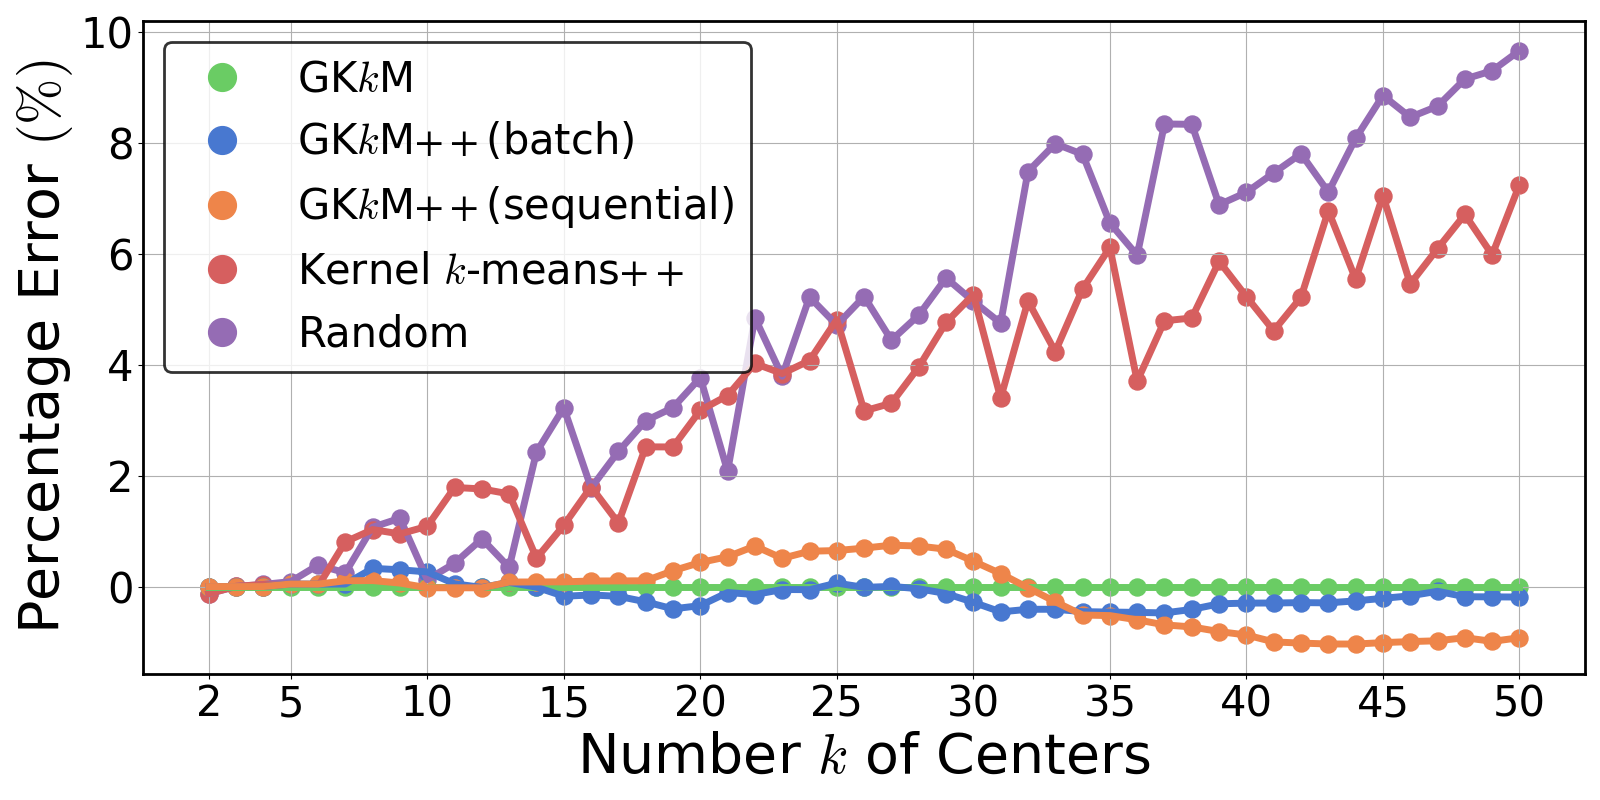 10
8
6
4
2
0
Percentage Error (%)
GKkM
GKkM++ (batch)
GKkM++ (sequential)
Kernel k-means++
Random
2 5 10 15 20 25 30 35 40 45 50
Number k of Centers